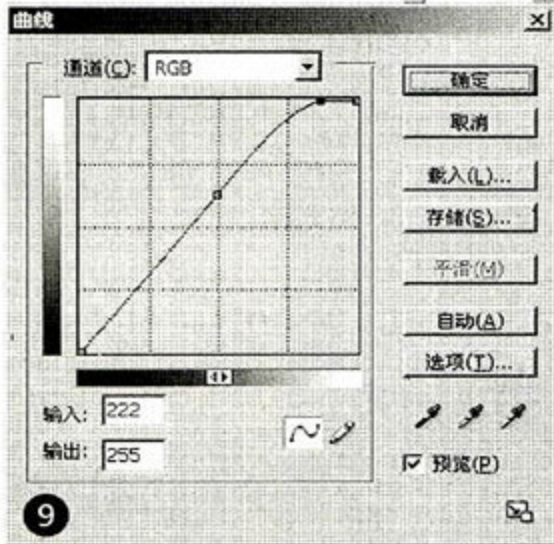 曲线
通道(C): RGB
确定
取消
载入(L)...
存储(S)...
平滑(M)
自动(A)
选项(T)...
输入: 222
输出: 255
预览(P)
9